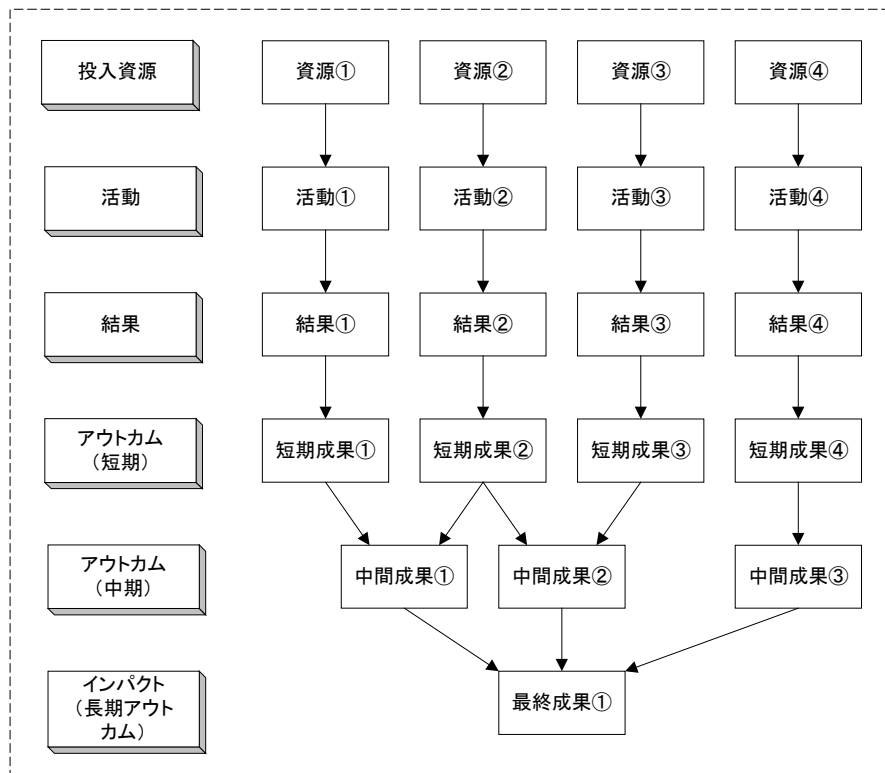 投入資源
資源①
資源②
資源③
資源④
活動
活動①
活動②
活動③
活動④
結果
結果①
結果②
結果③
結果④
アウトカム
（短期）
短期成果①
短期成果②
短期成果③
短期成果④
アウトカム
（中期）
中間成果①
中間成果②
中間成果③
インパクト
（長期アウト
カム）
最終成果①